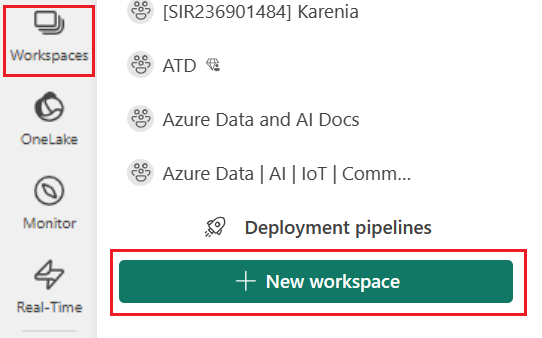 Workspaces
OneLake
Monitor
Real-Time
[SIR236901484] Karenia
ATD
Azure Data and AI Docs
Azure Data | AI | IoT | Comm...
Deployment pipelines
New workspace